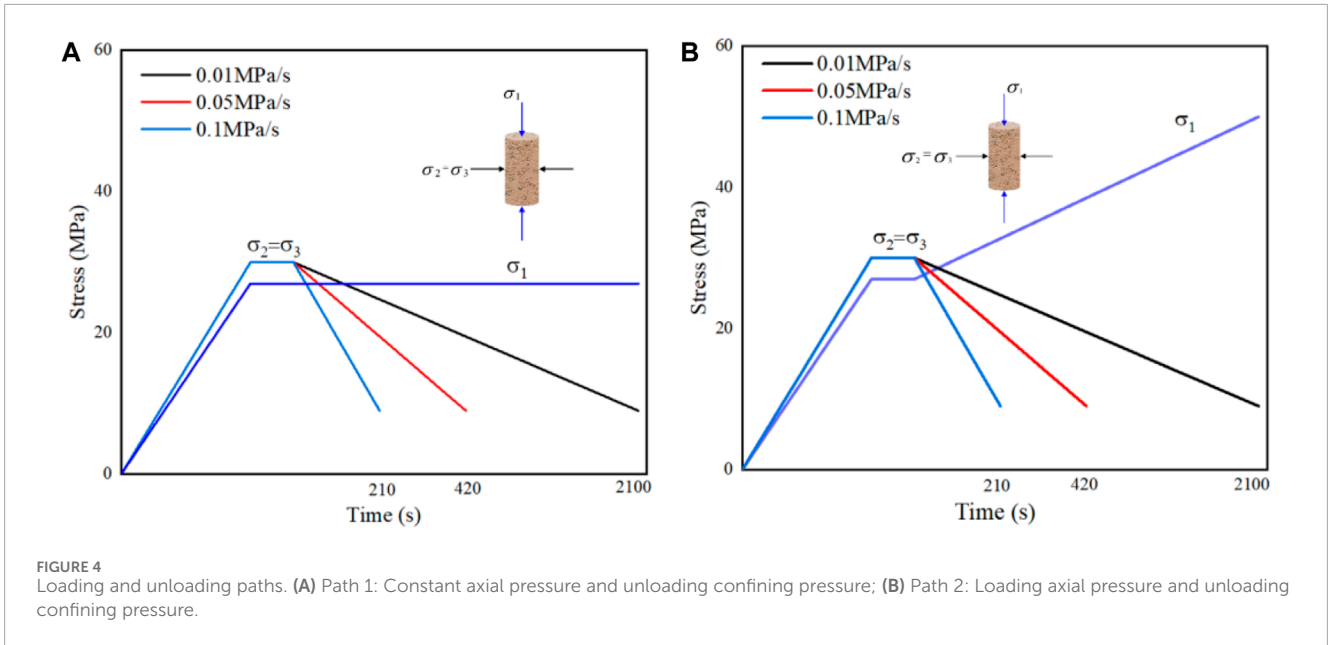 A
60
40
20
0
Stress (MPa)
0.01MPa/s
0.05MPa/s
0.1MPa/s
σ1
σ2=σ3
σ2=σ3
σ1
210
420
2100
Time (s)
B
60
40
20
0
Stress (MPa)
0.01MPa/s
0.05MPa/s
0.1MPa/s
σ1
σ2=σ3
σ1
σ2=σ3
210
420
2100
Time (s)
FIGURE 4
Loading and unloading paths. (A) Path 1: Constant axial pressure and unloading confining pressure; (B) Path 2: Loading axial pressure and unloading
confining pressure.